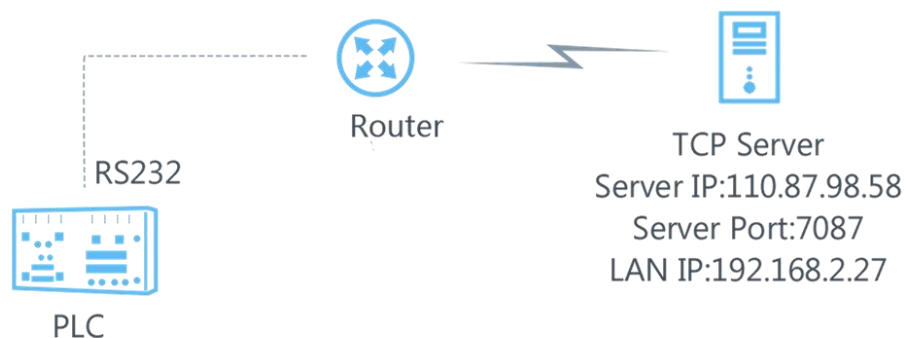 Router
RS232
PLC
TCP Server
Server IP:110.87.98.58
Server Port:7087
LAN IP:192.168.2.27